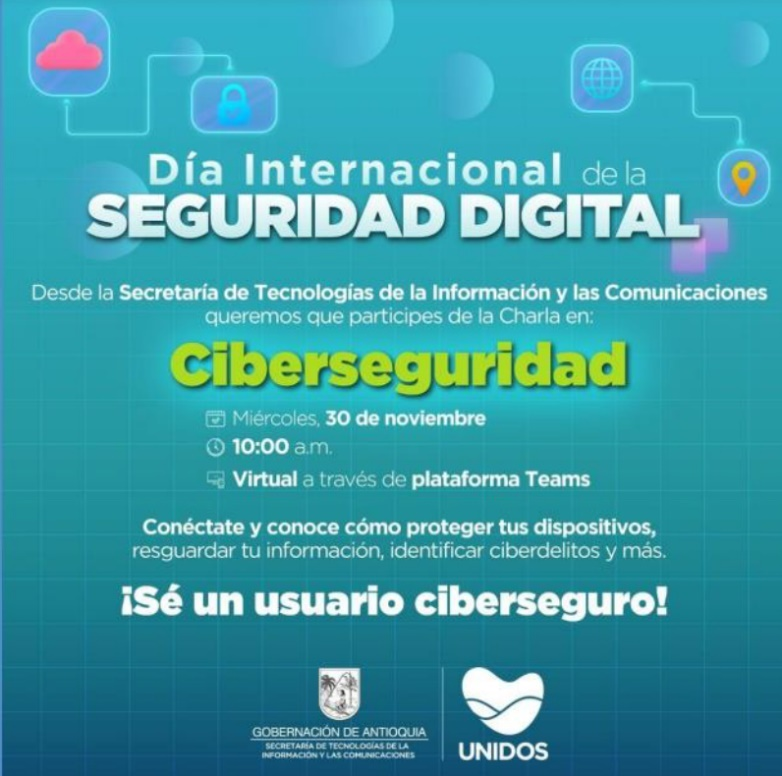 Día Internacional de la
SEGURIDAD DIGITAL
Desde la Secretaría de Tecnologías de la Información y las Comunicaciones
queremos que participes de la Charla en:
Ciberseguridad
Miércoles, 30 de noviembre
10:00 a.m.
Virtual a través de plataforma Teams
Conéctate y conoce cómo proteger tus dispositivos,
resguardar tu información, identificar ciberdelitos y más.
¡Sé un usuario ciberseguro!
GOBERNACIÓN DE ANTIOQUIA
SECRETARÍA DE TECNOLOGÍAS DE LA
INFORMACIÓN Y LAS COMUNICACIONES
UNIDOS